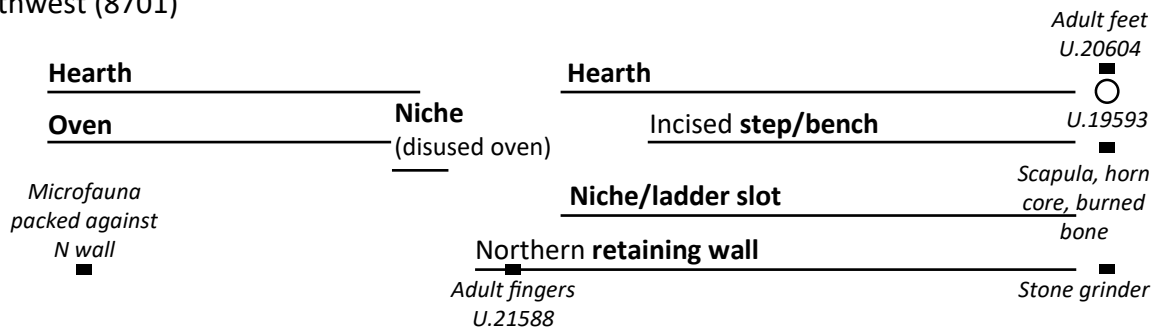 (8701)
Adult feet
U.20604
Hearth
Hearth
U.19593
Oven
Niche
(disused oven)
Incised step/bench
Microfauna
packed against
N wall
Niche/ladder slot
Scapula, horn
core, burned
bone
Northern retaining wall
Adult fingers
U.21588
Stone grinder